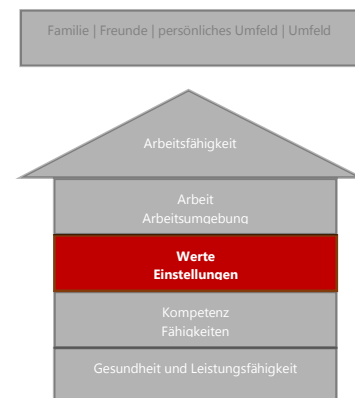 Familie | Freunde | persönliches Umfeld | Umfeld
Arbeitsfähigkeit
Arbeit
Arbeitsumgebung
Werte
Einstellungen
Kompetenz
Fähigkeiten
Gesundheit und Leistungsfähigkeit